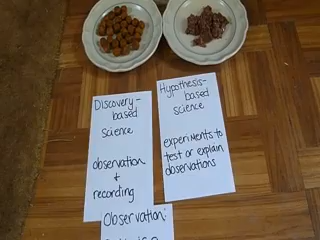 Discovery-
based
science
observation
+
recording
Hypothesis-
based
science
experiments to
test or explain
observations
Observation: